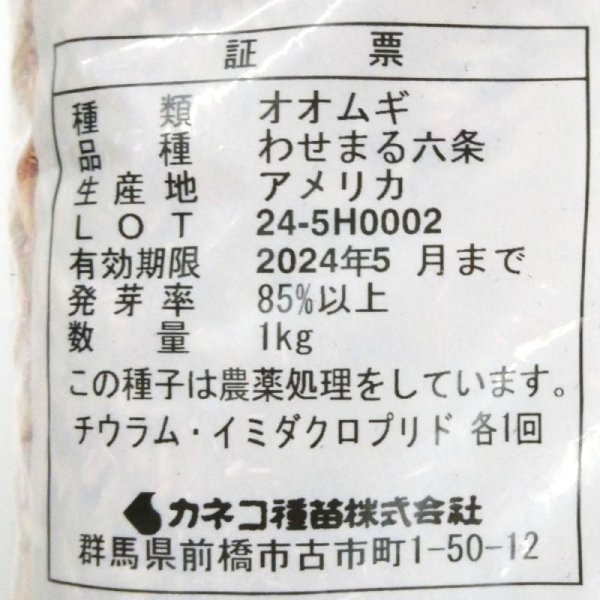 証 票
種 類 オオムギ
品 種 わせまる六条
生 産 地 アメリカ
L O T 24-5H0002
有効期限 2024年5 月まで
発 芽 率 85%以上
数 量 1kg
この種子は農薬処理をしています。
チウラム・イミダクロプリド 各1回
カネコ種苗株式会社
群馬県前橋市古市町1-50-12